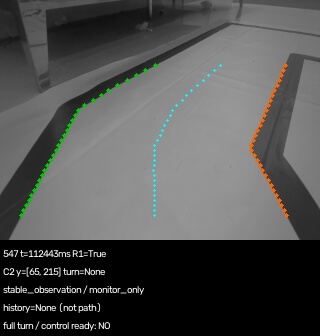 547 t=112443ms R1=True
C2 y=[65, 215] turn=None
stable_observation / monitor_only
history=None (not path)
full turn / control ready: NO